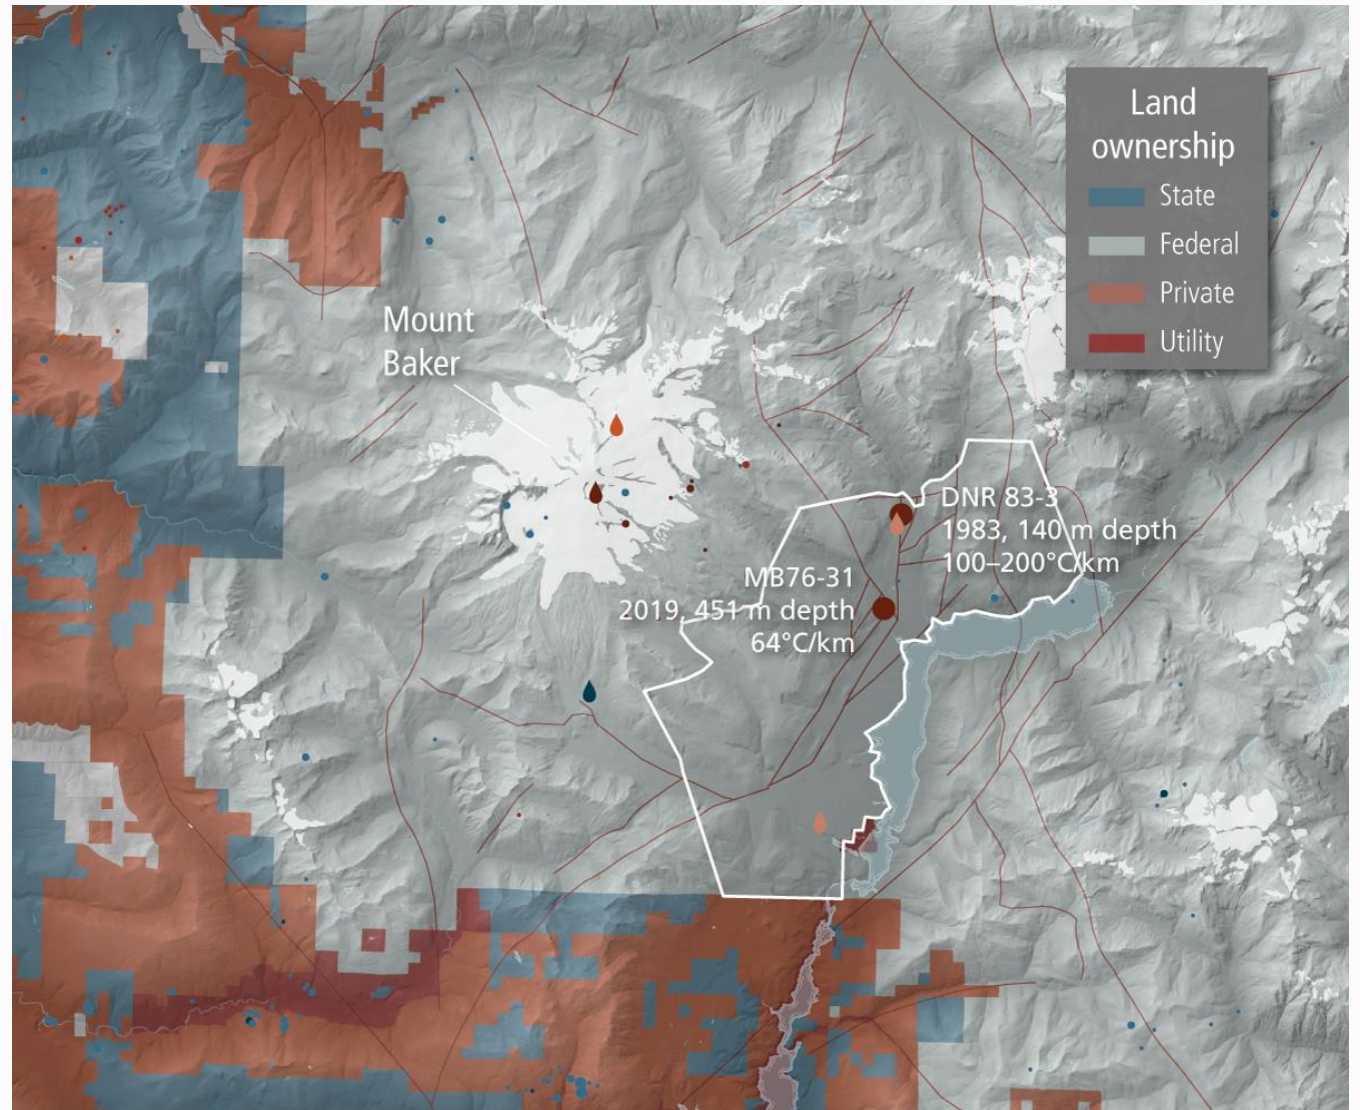 Land
ownership
State
Federal
Private
Utility
Mount
Baker
DNR 83-3
1983, 140 m depth
100–200°C/km
MB76-31
2019, 451 m depth
64°C/km